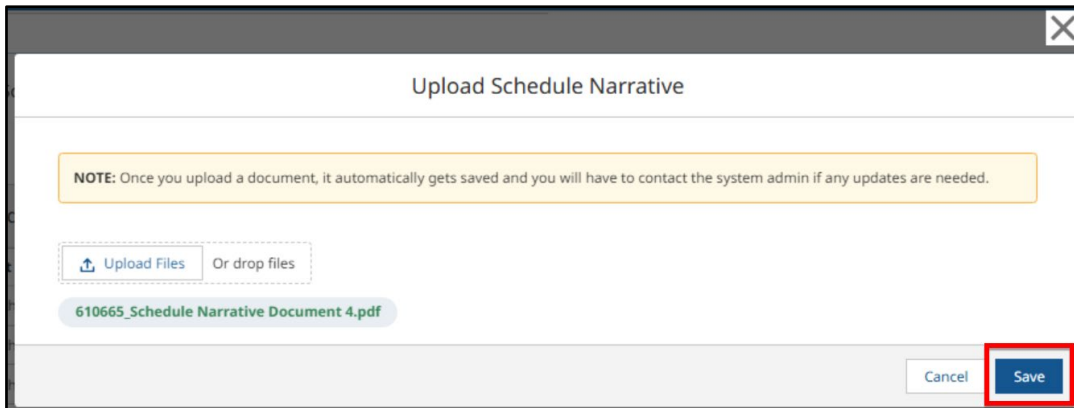 Upload Schedule Narrative
NOTE: Once you upload a document, it automatically gets saved and you will have to contact the system admin if any updates are needed.
Upload Files Or drop files
610665_Schedule Narrative Document 4.pdf
Cancel Save